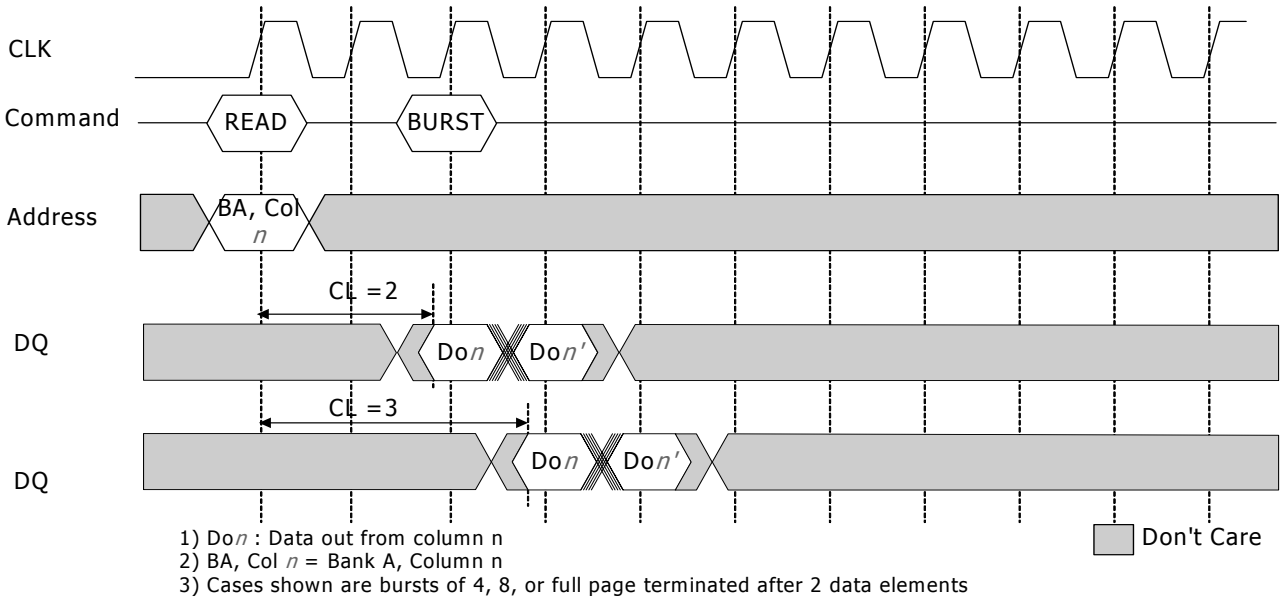 CLK
Command
READ
BURST
Address
BA, Col
n
CL =2
DQ
Don
Don'
CL =3
DQ
Don
Don'
1) Don : Data out from column n
2) BA, Col n = Bank A, Column n
3) Cases shown are bursts of 4, 8, or full page terminated after 2 data elements
Don't Care